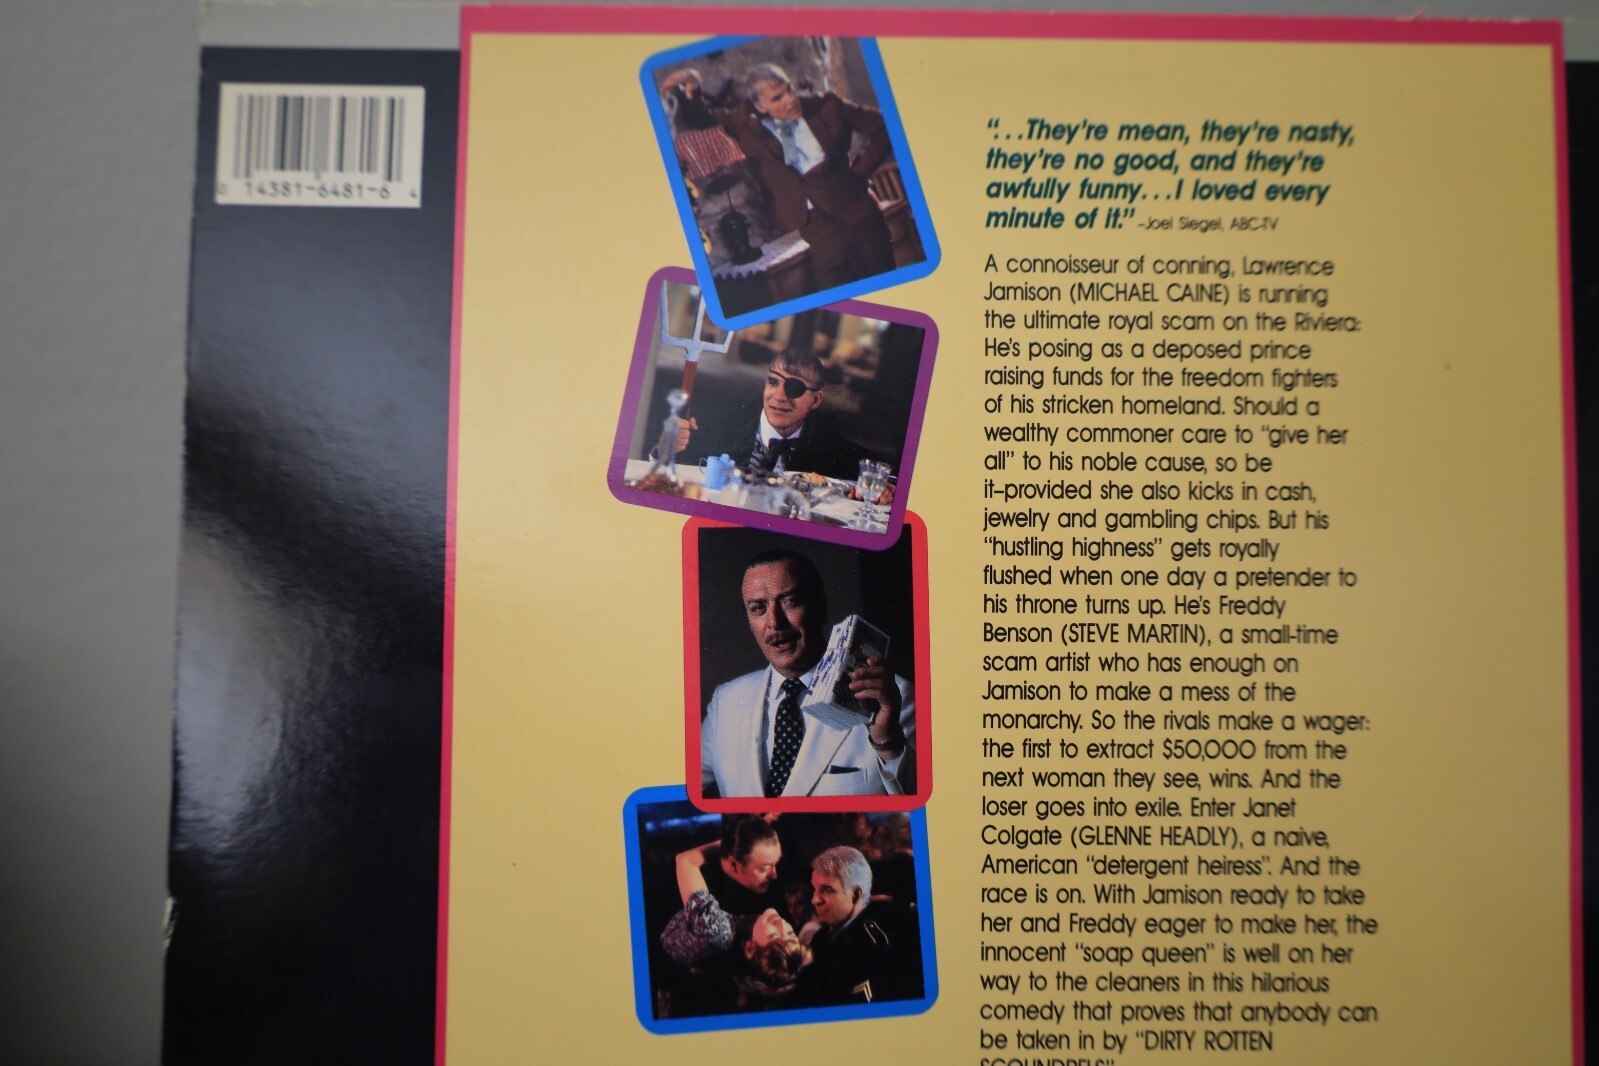 0 14381-6481-6 4
"...They're mean, they're nasty,
they're no good, and they're
awfully funny...I loved every
minute of it." –Joel Siegel, ABC-TV
A connoisseur of conning, Lawrence
Jamison (MICHAEL CAINE) is running
the ultimate royal scam on the Riviera:
He's posing as a deposed prince
raising funds for the freedom fighters
of his stricken homeland. Should a
wealthy commoner care to "give her
all" to his noble cause, so be
it–provided she also kicks in cash,
jewelry and gambling chips. But his
"hustling highness" gets royally
flushed when one day a pretender to
his throne turns up. He's Freddy
Benson (STEVE MARTIN), a small-time
scam artist who has enough on
Jamison to make a mess of the
monarchy. So the rivals make a wager:
the first to extract $50,000 from the
next woman they see, wins. And the
loser goes into exile. Enter Janet
Colgate (GLENNE HEADLY), a naive,
American "detergent heiress". And the
race is on. With Jamison ready to take
her and Freddy eager to make her, the
innocent "soap queen" is well on her
way to the cleaners in this hilarious
comedy that proves that anybody can
be taken in by "DIRTY ROTTEN
SCOUNDRELS"